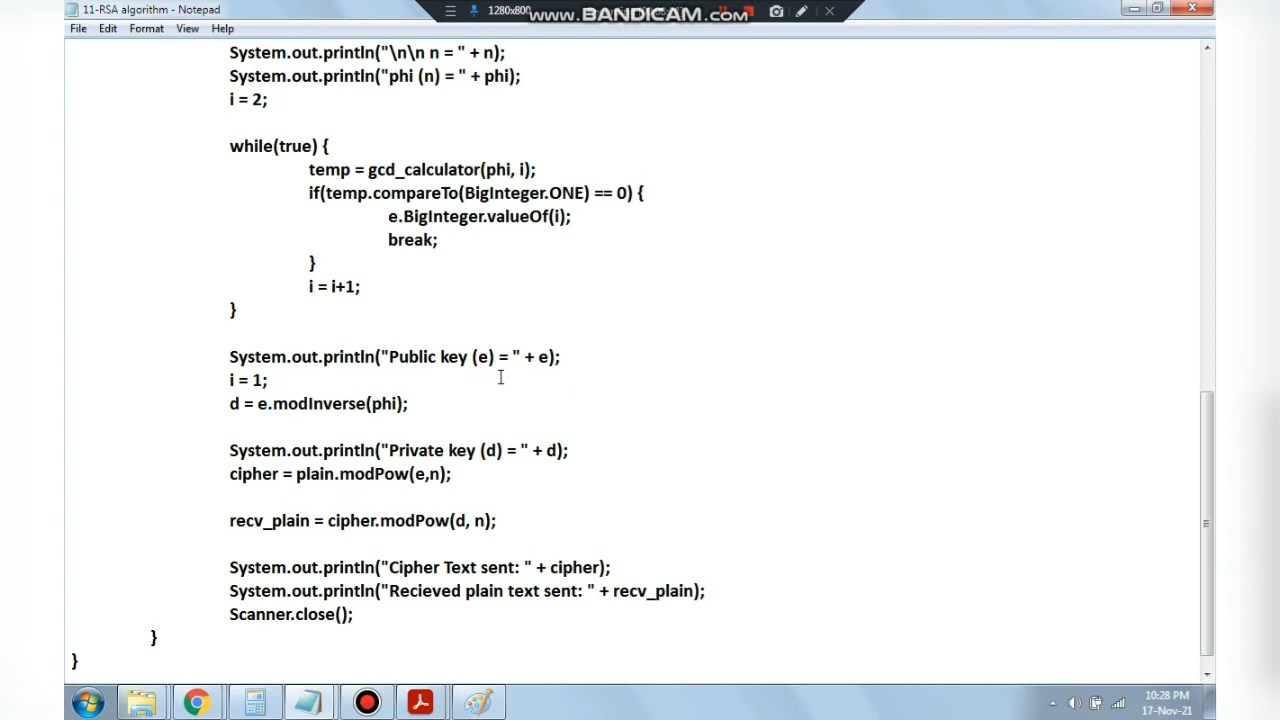 11-RSA algorithm - Notepad
1280x800
www.BANDICAM.com
File Edit Format View Help
System.out.println("\n\n n = " + n);
System.out.println("phi (n) = " + phi);
i = 2;
while(true) {
temp = gcd_calculator(phi, i);
if(temp.compareTo(BigInteger.ONE) == 0) {
e.BigInteger.valueOf(i);
break;
}
i = i+1;
}
System.out.println("Public key (e) = " + e);
i = 1;
d = e.modInverse(phi);
System.out.println("Private key (d) = " + d);
cipher = plain.modPow(e,n);
recv_plain = cipher.modPow(d, n);
System.out.println("Cipher Text sent: " + cipher);
System.out.println("Recieved plain text sent: " + recv_plain);
Scanner.close();
}
}
10:28 PM
17-Nov-21